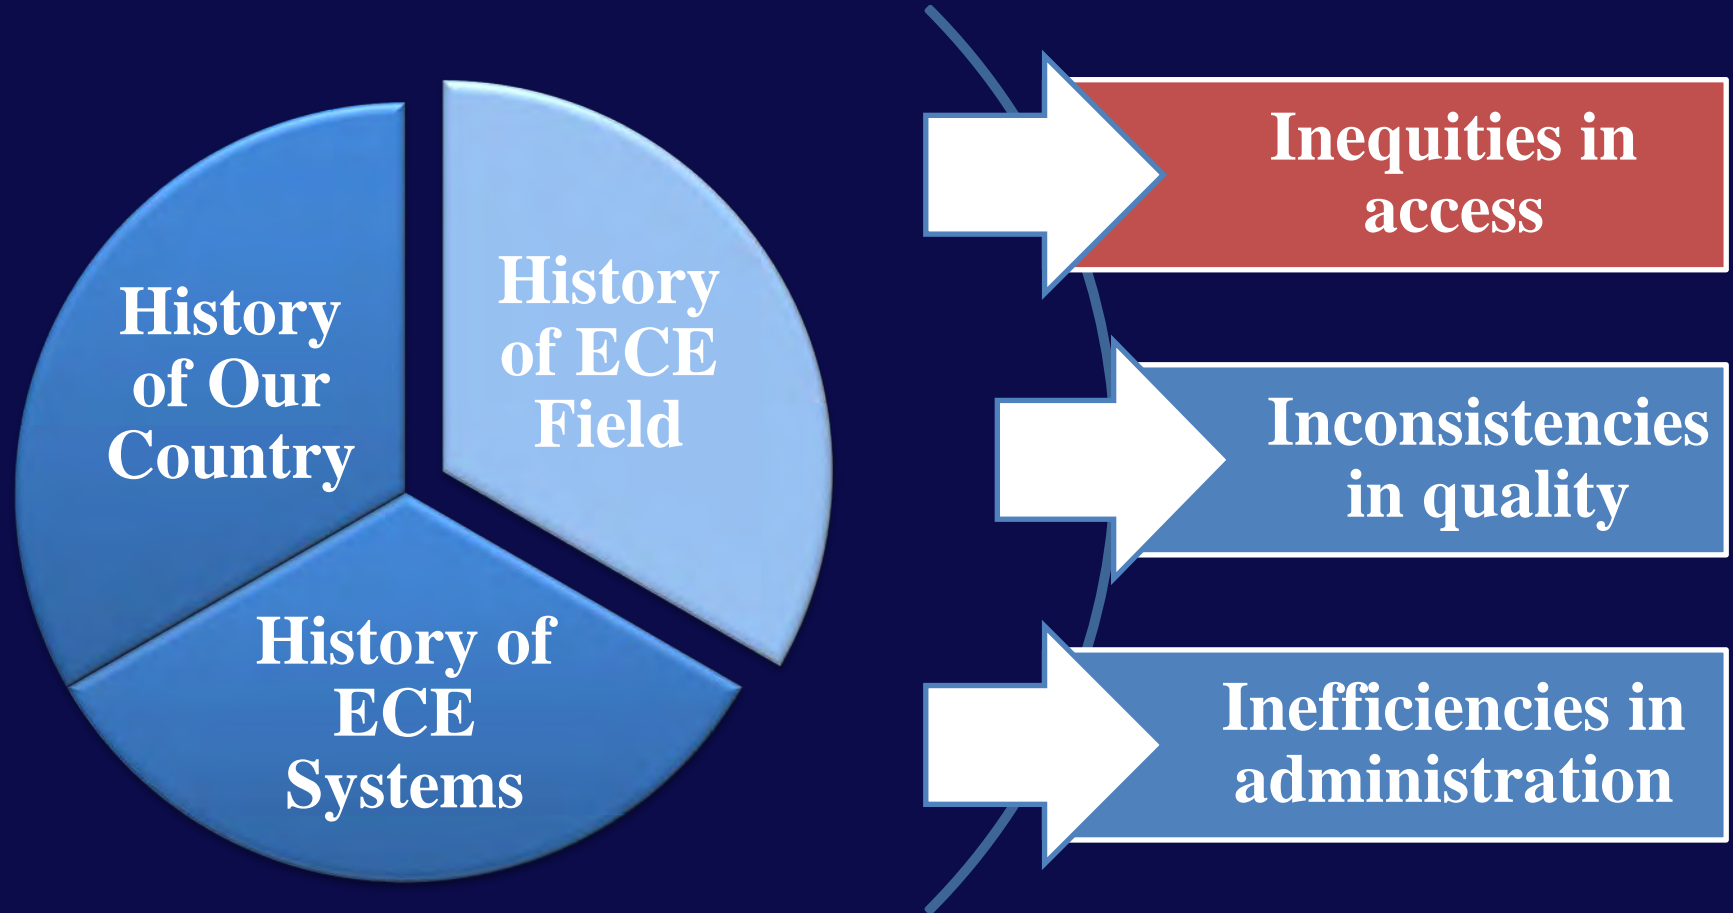 History
of Our
Country
History
of ECE
Field
History of
ECE
Systems
Inequities in
access
Inconsistencies
in quality
Inefficiencies in
administration